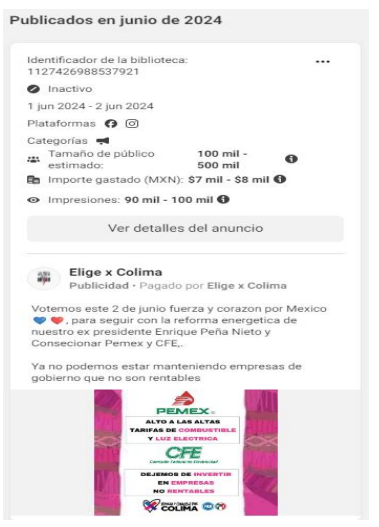 Publicados en junio de 2024
Identificador de la biblioteca:
1127426988537921
Inactivo
1 jun 2024 - 2 jun 2024
Plataformas
Categorías
Tamaño de público estimado: 100 mil - 500 mil
Importe gastado (MXN): $7 mil - $8 mil
Impresiones: 90 mil - 100 mil
Ver detalles del anuncio
Elige x Colima
Publicidad • Pagado por Elige x Colima
Votemos este 2 de junio fuerza y corazon por Mexico
💙 ❤️, para seguir con la reforma energetica de
nuestro ex presidente Enrique Peña Nieto y
Consecionar Pemex y CFE,.
Ya no podemos estar manteniendo empresas de
gobierno que no son rentables
PEMEX®
ALTO A LAS ALTAS
TARIFAS DE COMBUSTIBLE
Y LUZ ELECTRICA
CFE
Comisión Federal de Electricidad
DEJEMOS DE INVERTIR
EN EMPRESAS
NO RENTABLES
COLIMA